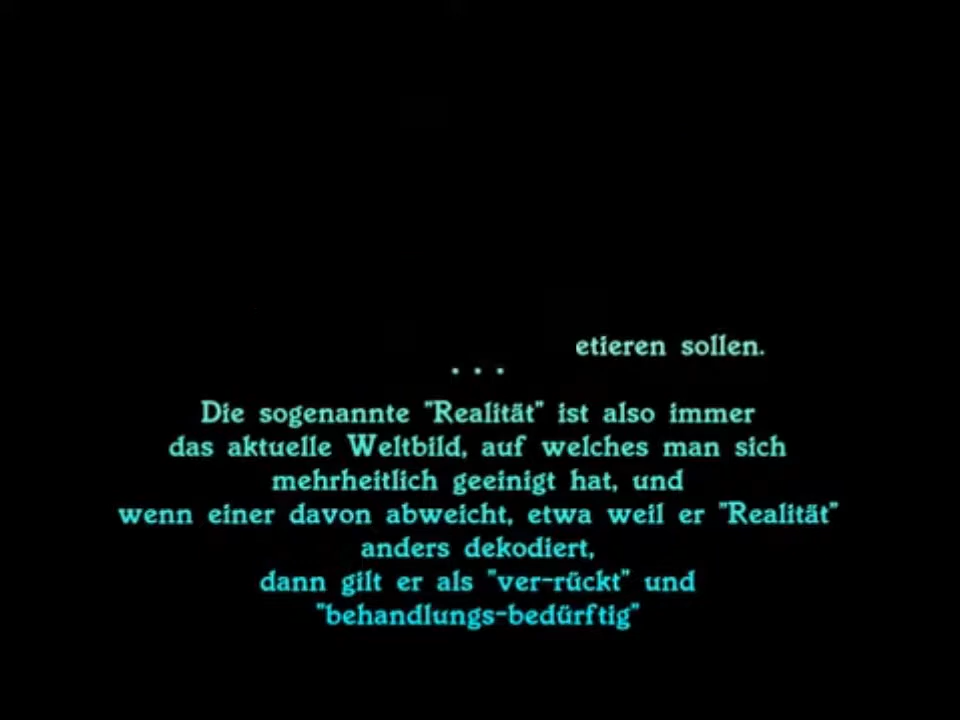 etieren sollen.
. . .
Die sogenannte "Realität" ist also immer
das aktuelle Weltbild, auf welches man sich
mehrheitlich geeinigt hat, und
wenn einer davon abweicht, etwa weil er "Realität"
anders dekodiert,
dann gilt er als "ver-rückt" und
"behandlungs-bedürftig"